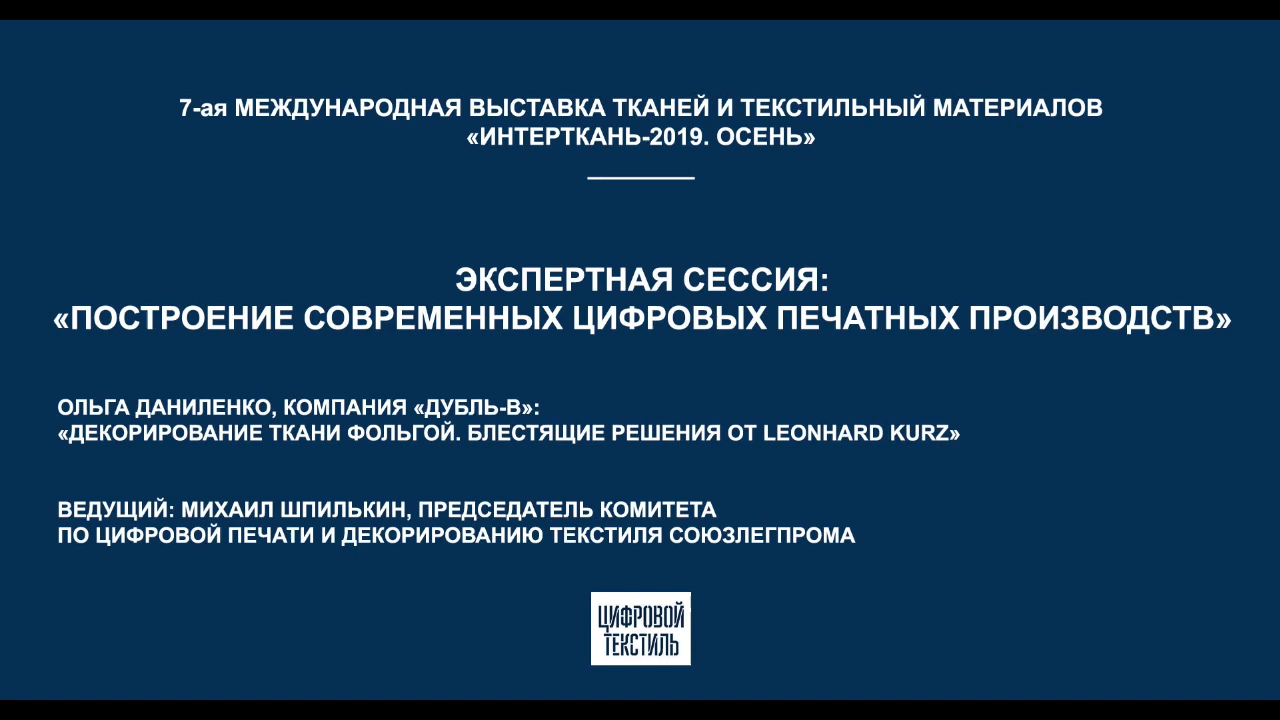 7-ая МЕЖДУНАРОДНАЯ ВЫСТАВКА ТКАНЕЙ И ТЕКСТИЛЬНЫЙ МАТЕРИАЛОВ
«ИНТЕРТКАНЬ-2019. ОСЕНЬ»
ЭКСПЕРТНАЯ СЕССИЯ:
«ПОСТРОЕНИЕ СОВРЕМЕННЫХ ЦИФРОВЫХ ПЕЧАТНЫХ ПРОИЗВОДСТВ»
ОЛЬГА ДАНИЛЕНКО, КОМПАНИЯ «ДУБЛЬ-В»:
«ДЕКОРИРОВАНИЕ ТКАНИ ФОЛЬГОЙ. БЛЕСТЯЩИЕ РЕШЕНИЯ ОТ LEONHARD KURZ»
ВЕДУЩИЙ: МИХАИЛ ШПИЛЬКИН, ПРЕДСЕДАТЕЛЬ КОМИТЕТА
ПО ЦИФРОВОЙ ПЕЧАТИ И ДЕКОРИРОВАНИЮ ТЕКСТИЛЯ СОЮЗЛЕГПРОМА
ЦИФРОВОЙ
ТЕКСТИЛЬ